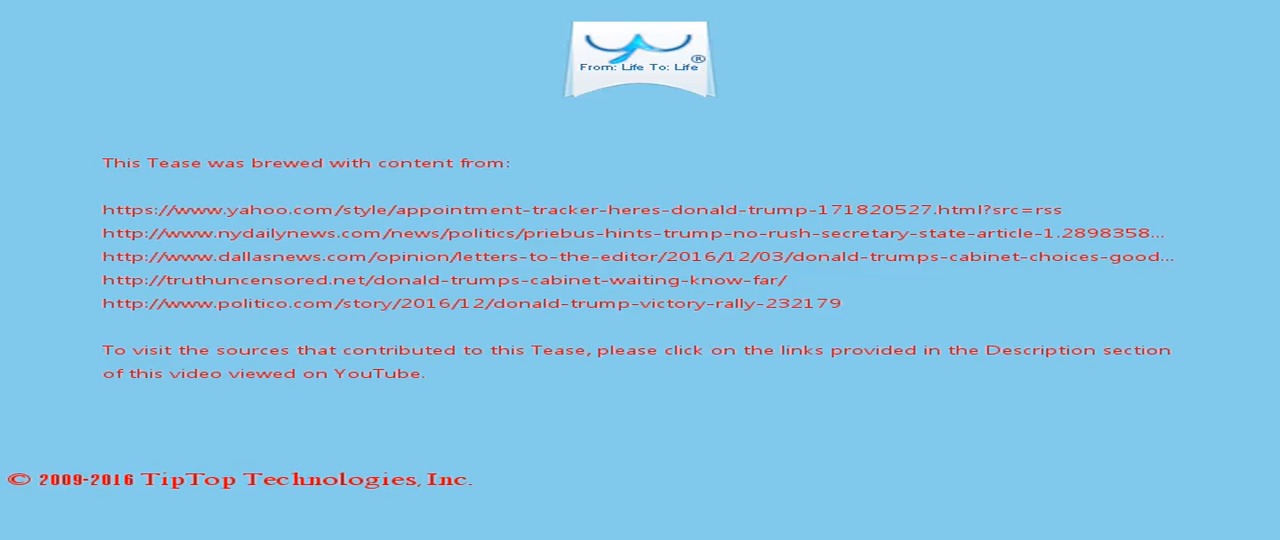 From: Life To: Life®
This Tease was brewed with content from:
https://www.yahoo.com/style/appointment-tracker-heres-donald-trump-171820527.html?src=rss
http://www.nydailynews.com/news/politics/priebus-hints-trump-no-rush-secretary-state-article-1.2898358...
http://www.dallasnews.com/opinion/letters-to-the-editor/2016/12/03/donald-trumps-cabinet-choices-good...
http://truthuncensored.net/donald-trumps-cabinet-waiting-know-far/
http://www.politico.com/story/2016/12/donald-trump-victory-rally-232179
To visit the sources that contributed to this Tease, please click on the links provided in the Description section
of this video viewed on YouTube.
© 2009-2016 TipTop Technologies, Inc.